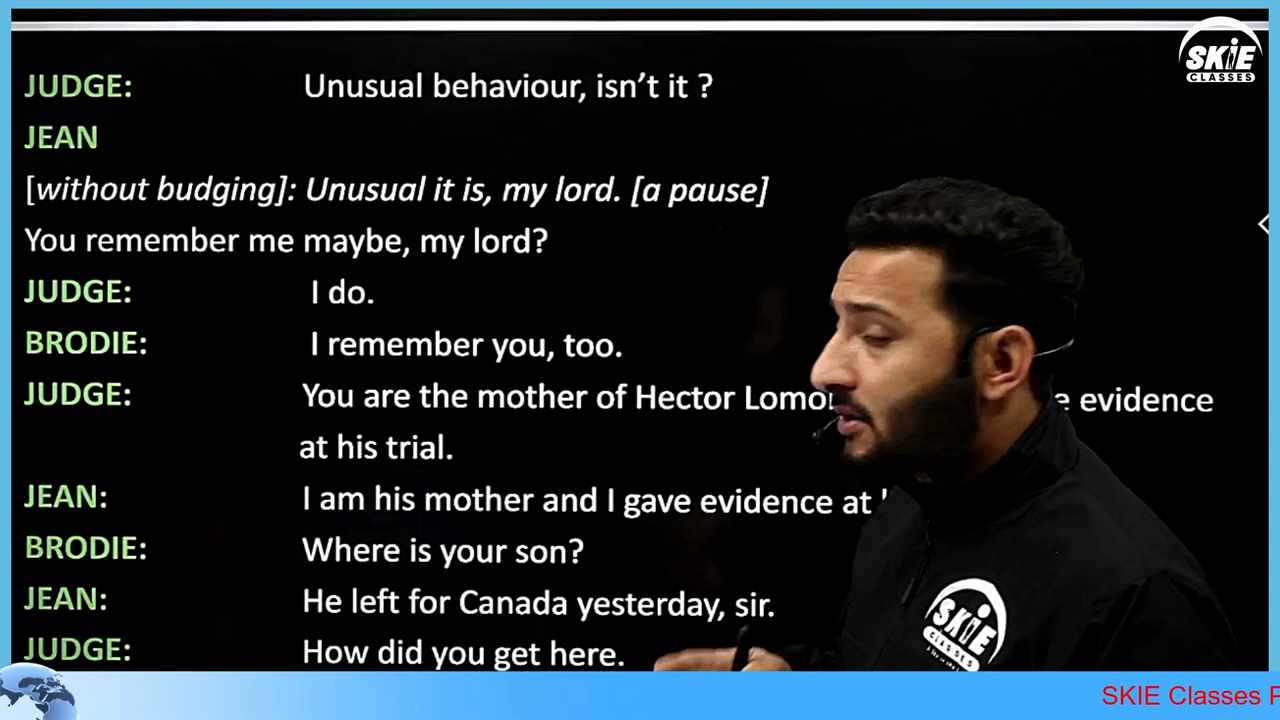 SKIE
CLASSES
JUDGE: Unusual behaviour, isn't it ?
JEAN
[without budging]: Unusual it is, my lord. [a pause]
You remember me maybe, my lord?
JUDGE: I do.
BRODIE: I remember you, too.
JUDGE: You are the mother of Hector evidence
at his trial.
JEAN: I am his mother and I gave evidence at
BRODIE: Where is your son?
JEAN: He left for Canada yesterday, sir.
JUDGE: How did you get here.
SKIE
CLASSES
SKIE Classes